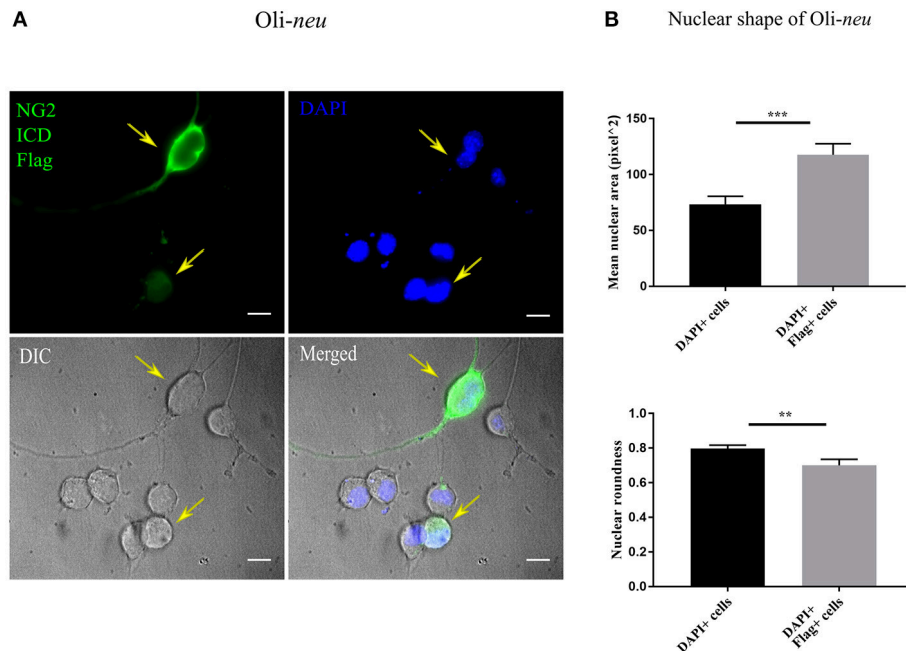 A
Oli-neu
NG2
ICD
Flag
DAPI
DIC
Merged
B
Nuclear shape of Oli-neu
Mean nuclear area (pixel^2)
150
100
50
0
***
DAPI+ cells
DAPI+
Flag+ cells
Nuclear roundness
1.0
0.8
0.6
0.4
0.2
0.0
**
DAPI+ cells
DAPI+
Flag+ cells